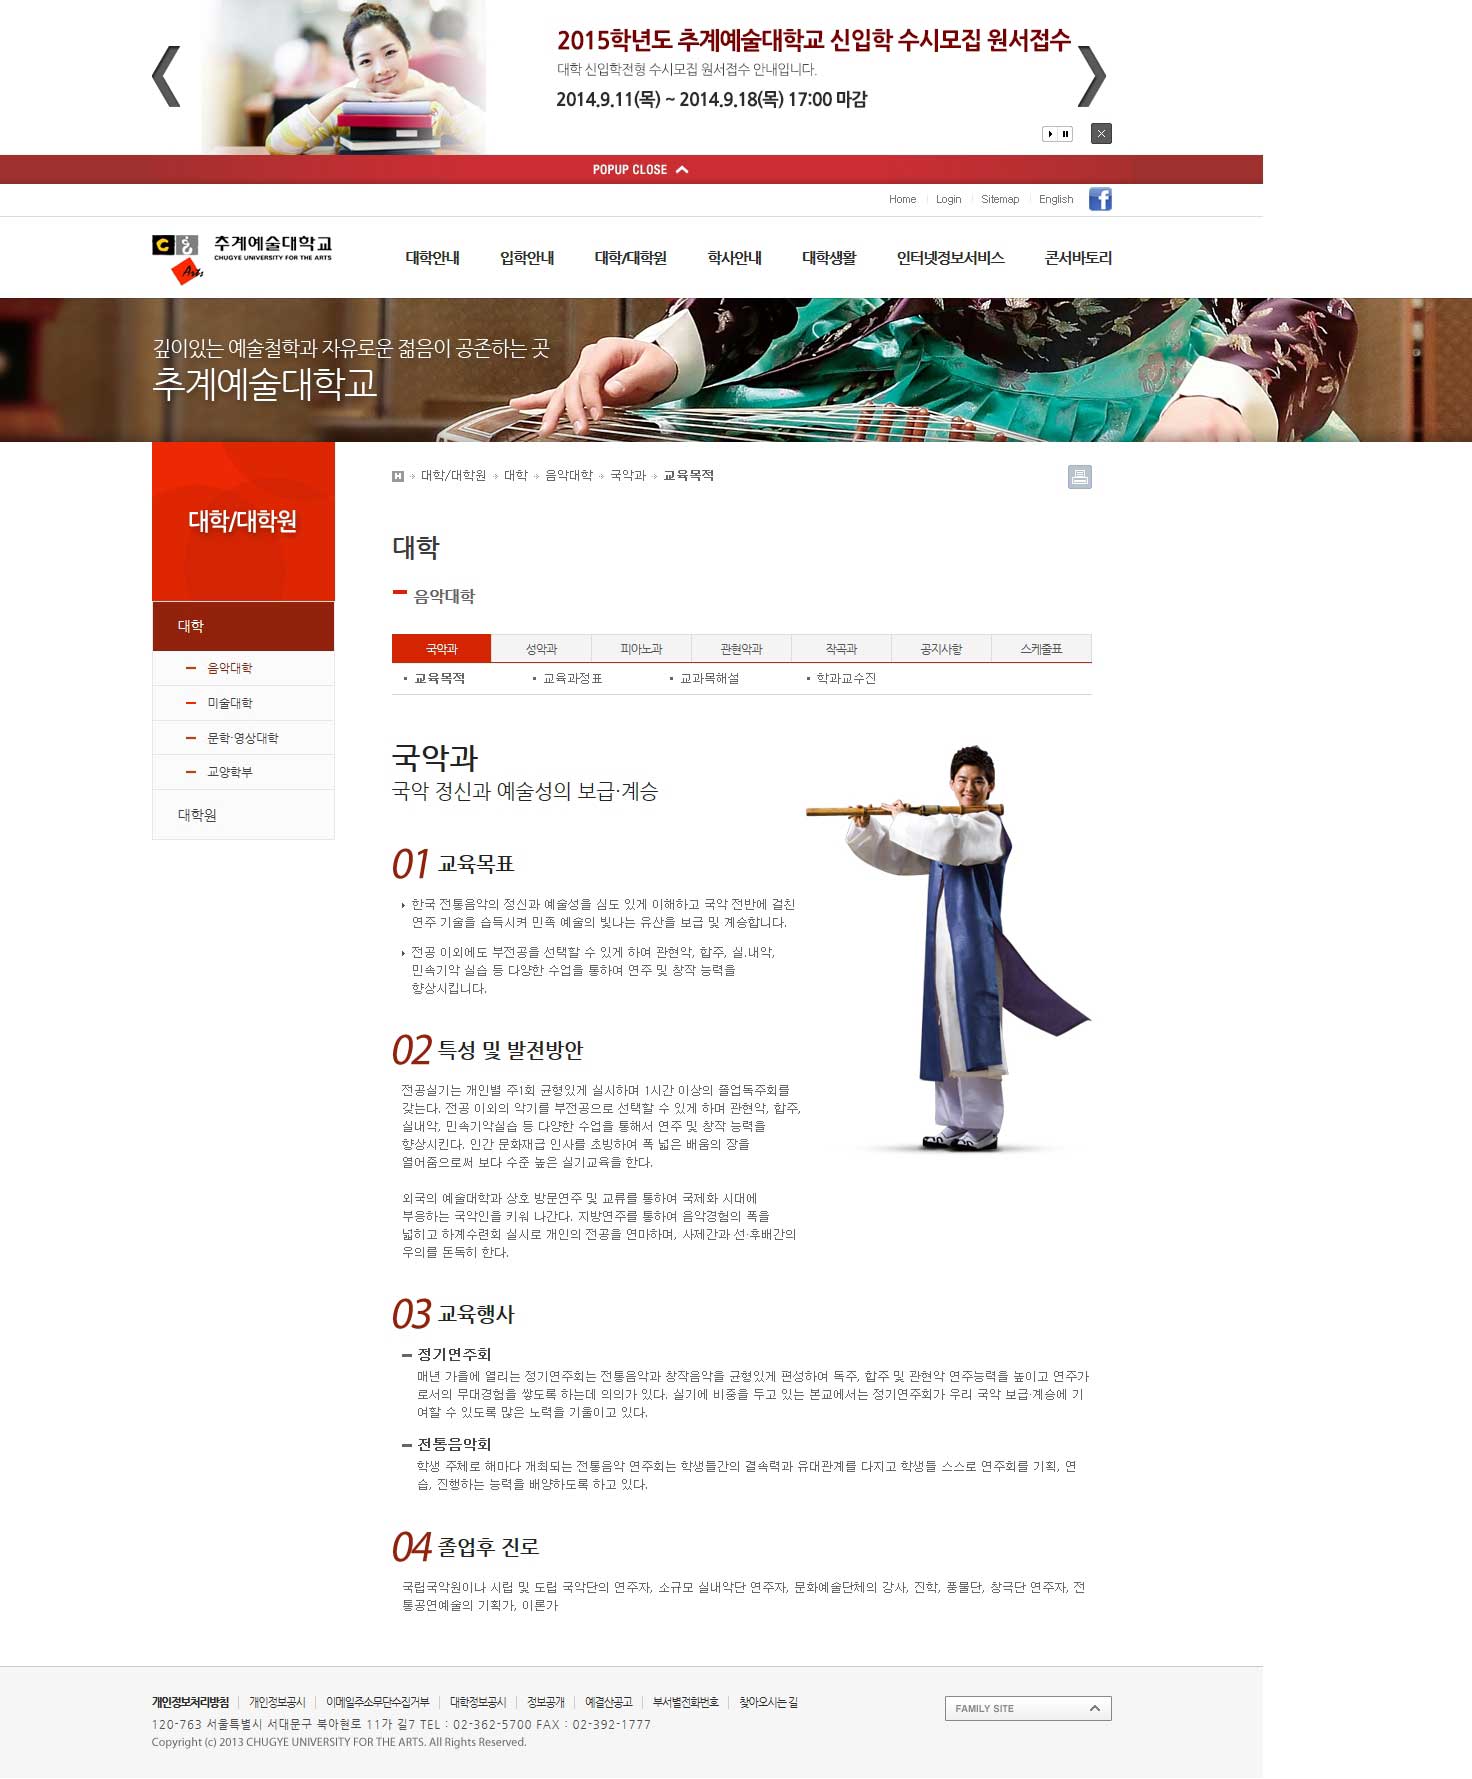 2015학년도 추계예술대학교 신입학 수시모집 원서접수
대학 신입학전형 수시모집 원서접수 안내입니다.
2014.9.11(목) ~ 2014.9.18(목) 17:00 마감
POPUP CLOSE
Home Login Sitemap English
추계예술대학교
CHUGYE UNIVERSITY FOR THE ARTS
Arts
대학안내 입학안내 대학/대학원 학사안내 대학생활 인터넷정보서비스 콘서바토리
깊이있는 예술철학과 자유로운 젊음이 공존하는 곳
추계예술대학교
대학/대학원
대학
음악대학
미술대학
문학·영상대학
교양학부
대학원
대학/대학원 대학 음악대학 국악과 교육목적
대학
음악대학
국악과 성악과 피아노과 관현악과 작곡과 공지사항 스케줄표
교육목적 교육과정표 교과목해설 학과교수진
국악과
국악 정신과 예술성의 보급·계승
01 교육목표
한국 전통음악의 정신과 예술성을 심도 있게 이해하고 국악 전반에 걸친
연주 기술을 습득시켜 민족 예술의 빛나는 유산을 보급 및 계승합니다.
전공 이외에도 부전공을 선택할 수 있게 하여 관현악, 합주, 실.내악,
민속기악 실습 등 다양한 수업을 통하여 연주 및 창작 능력을
향상시킵니다.
02 특성 및 발전방안
전공실기는 개인별 주1회 균형있게 실시하며 1시간 이상의 졸업독주회를
갖는다. 전공 이외의 악기를 부전공으로 선택할 수 있게 하며 관현악, 합주,
실내악, 민속기악실습 등 다양한 수업을 통해서 연주 및 창작 능력을
향상시킨다. 인간 문화재급 인사를 초빙하여 폭 넓은 배움의 장을
열어줌으로써 보다 수준 높은 실기교육을 한다.
외국의 예술대학과 상호 방문연주 및 교류를 통하여 국제화 시대에
부응하는 국악인을 키워 나간다. 지방연주를 통하여 음악경험의 폭을
넓히고 하계수련회 실시로 개인의 전공을 연마하며, 사제간과 선·후배간의
우의를 돈독히 한다.
03 교육행사
정기연주회
매년 가을에 열리는 정기연주회는 전통음악과 창작음악을 균형있게 편성하여 독주, 합주 및 관현악 연주능력을 높이고 연주가
로서의 무대경험을 쌓도록 하는데 의의가 있다. 실기에 비중을 두고 있는 본교에서는 정기연주회가 우리 국악 보급·계승에 기
여할 수 있도록 많은 노력을 기울이고 있다.
전통음악회
학생 주체로 해마다 개최되는 전통음악 연주회는 학생들간의 결속력과 유대관계를 다지고 학생들 스스로 연주회를 기획, 연
습, 진행하는 능력을 배양하도록 하고 있다.
04 졸업후 진로
국립국악원이나 시립 및 도립 국악단의 연주자, 소규모 실내악단 연주자, 문화예술단체의 강사, 진학, 풍물단, 창극단 연주자, 전
통공연예술의 기획가, 이론가
개인정보처리방침 개인정보공시 이메일주소무단수집거부 대학정보공시 정보공개 예결산공고 부서별전화번호 찾아오시는 길
FAMILY SITE
120-763 서울특별시 서대문구 북아현로 11가 길7 TEL : 02-362-5700 FAX : 02-392-1777
Copyright (c) 2013 CHUGYE UNIVERSITY FOR THE ARTS. All Rights Reserved.